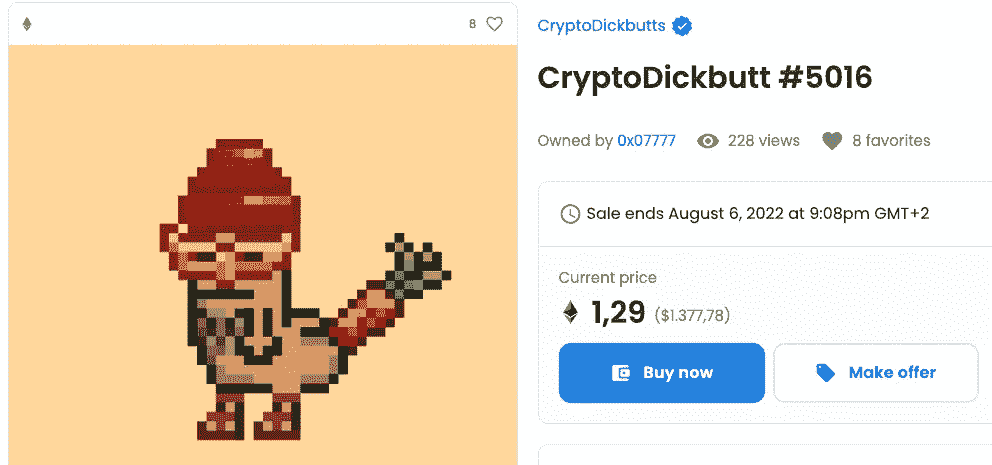 8
CryptoDickbutts
CryptoDickbutt #5016
Owned by 0x07777 228 views 8 favorites
Sale ends August 6, 2022 at 9:08pm GMT+2
Current price
1,29 ($1.377,78)
Buy now Make offer